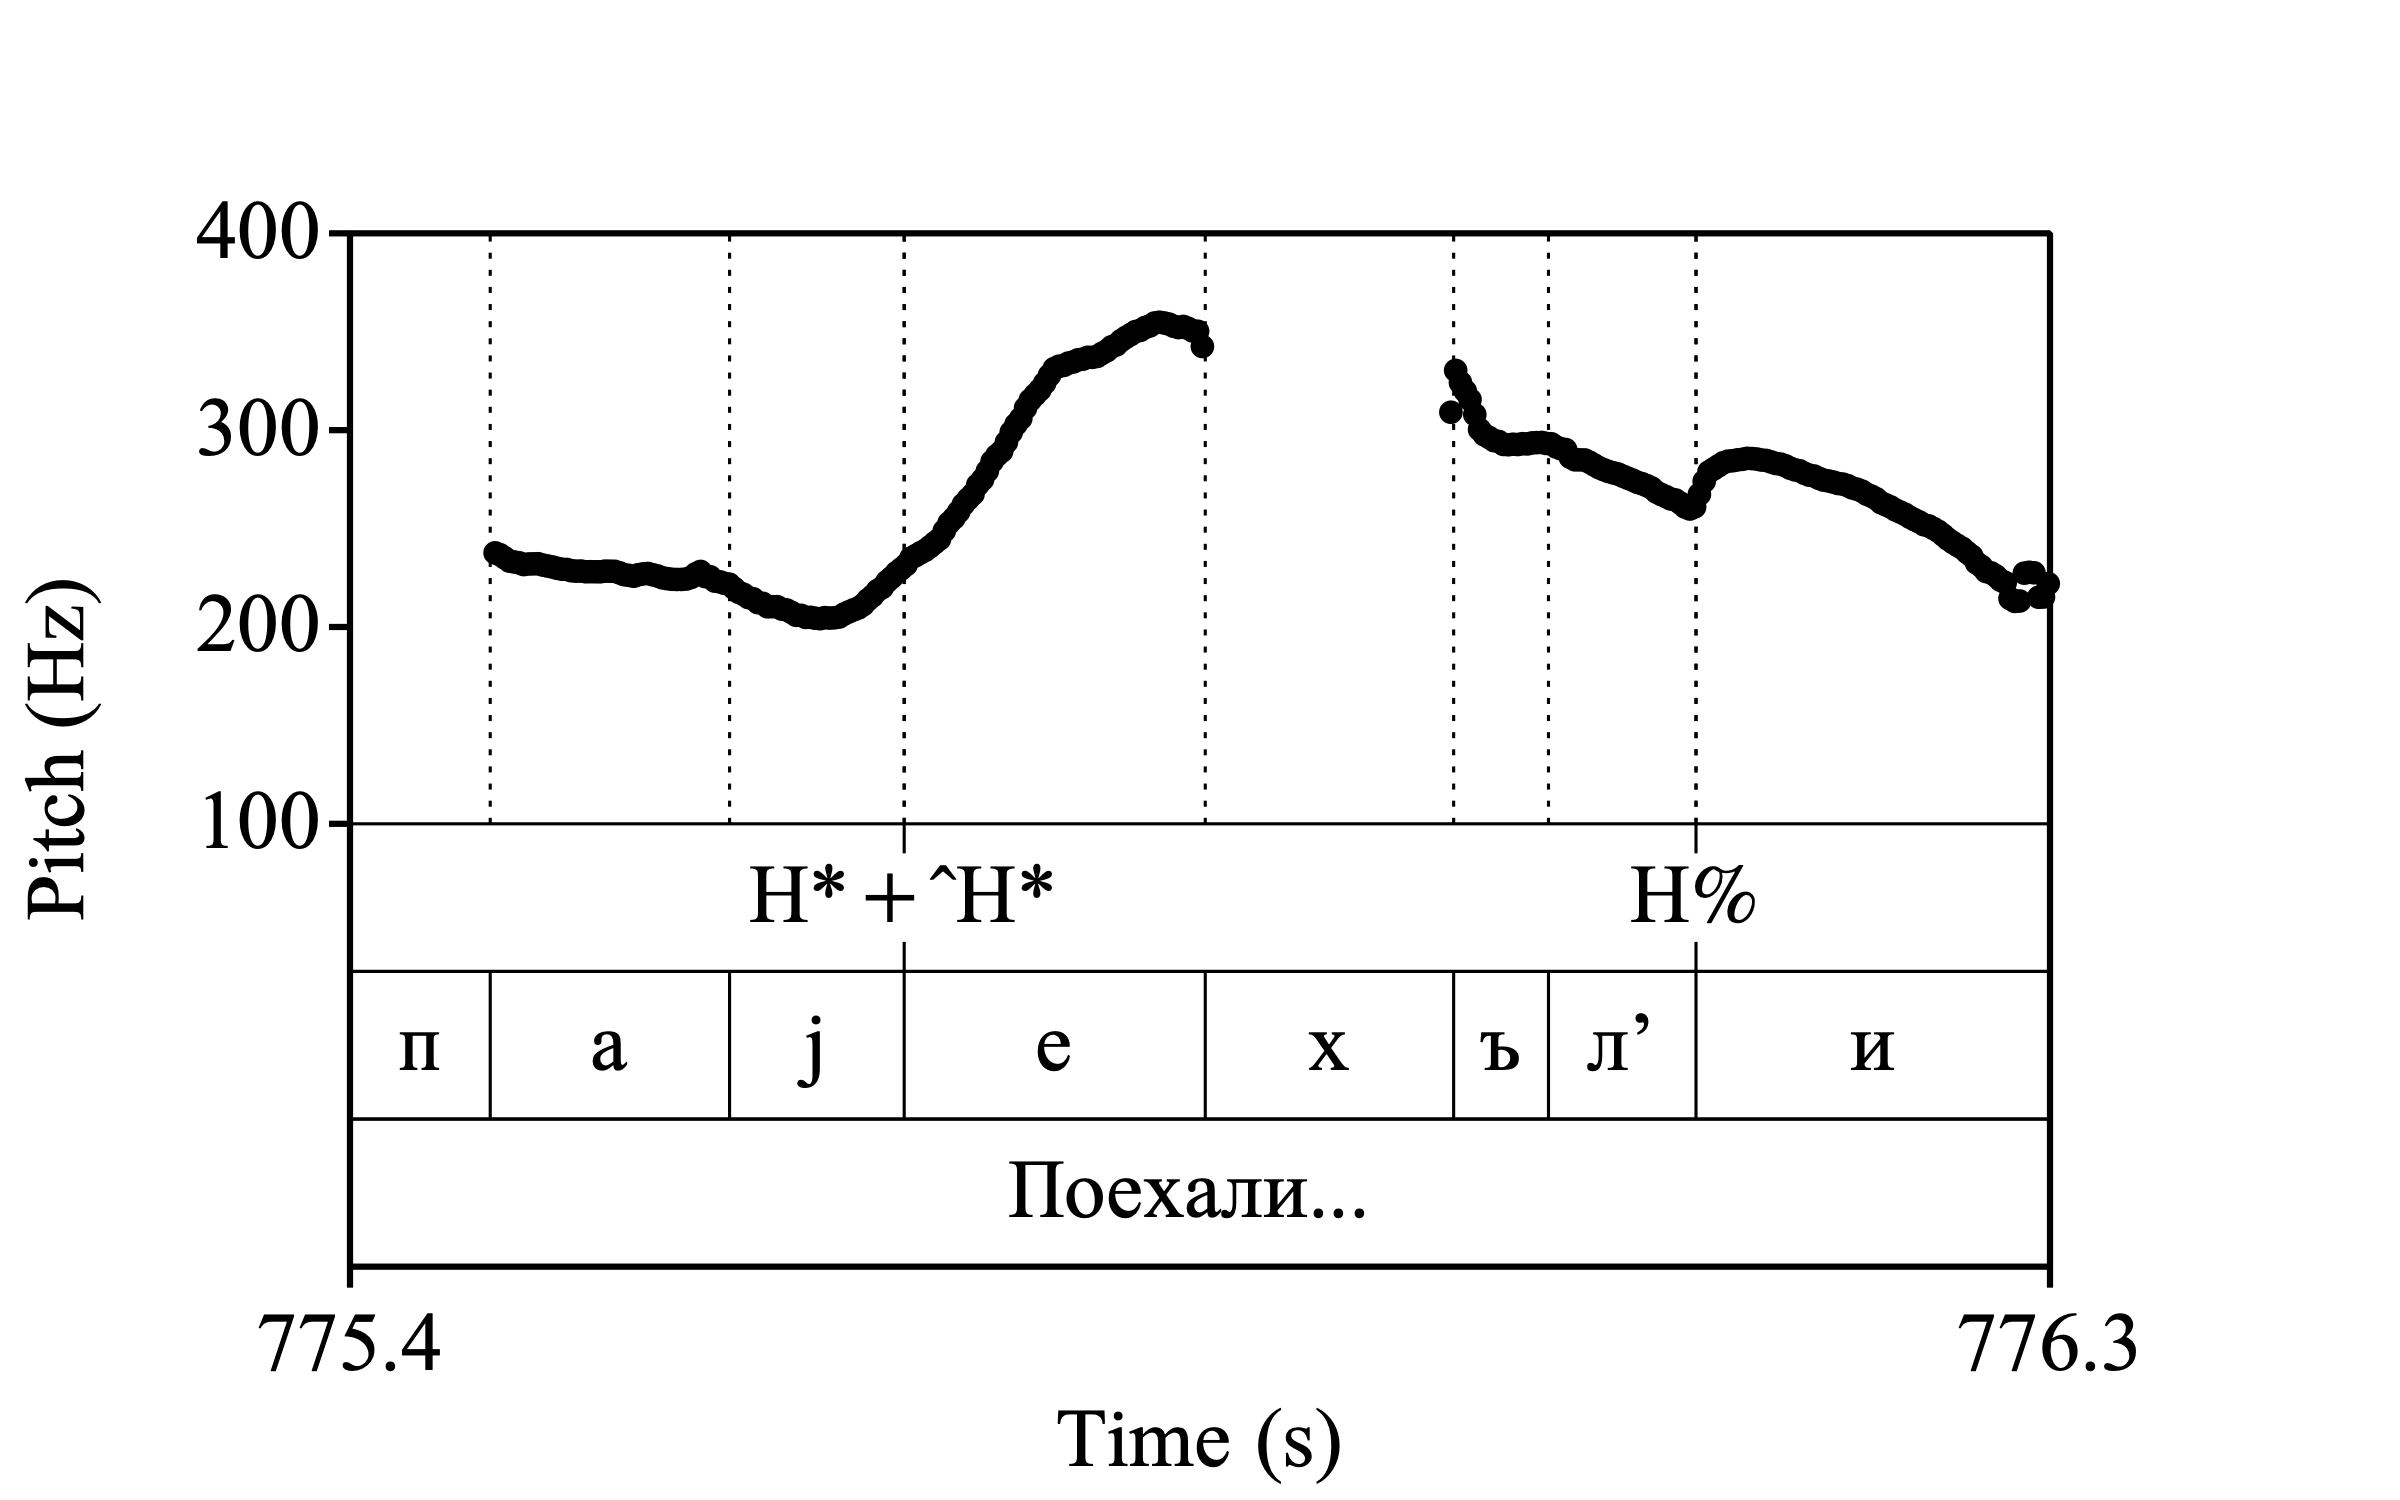 400
300
200
100
Pitch (Hz)
H*+ˆH* H%
п а j е х ъ л’ и
Поехали...
775.4 776.3
Time (s)